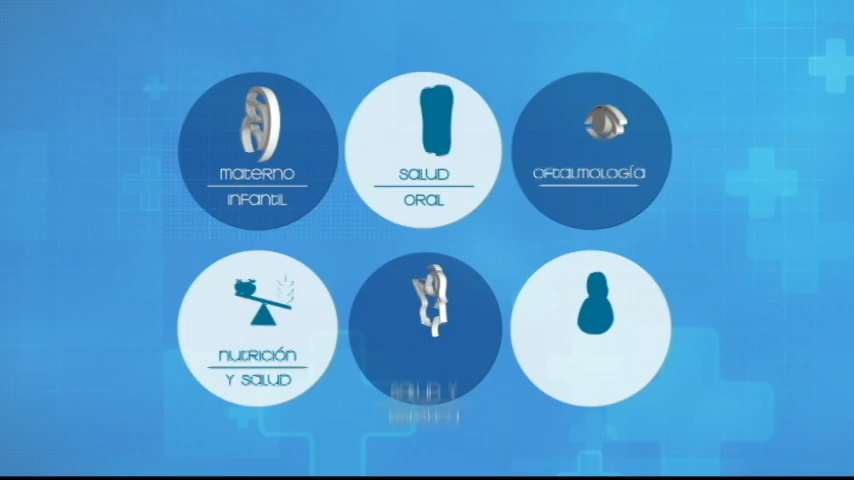 materno
infantil
salud
oral
oftalmología
nutrición
y salud